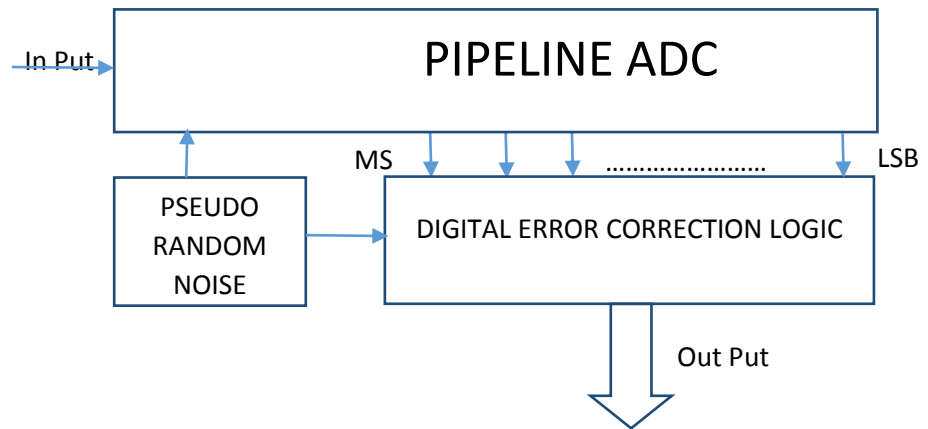 PIPELINE ADC
In Put
MS
........................
LSB
PSEUDO
RANDOM
NOISE
DIGITAL ERROR CORRECTION LOGIC
Out Put